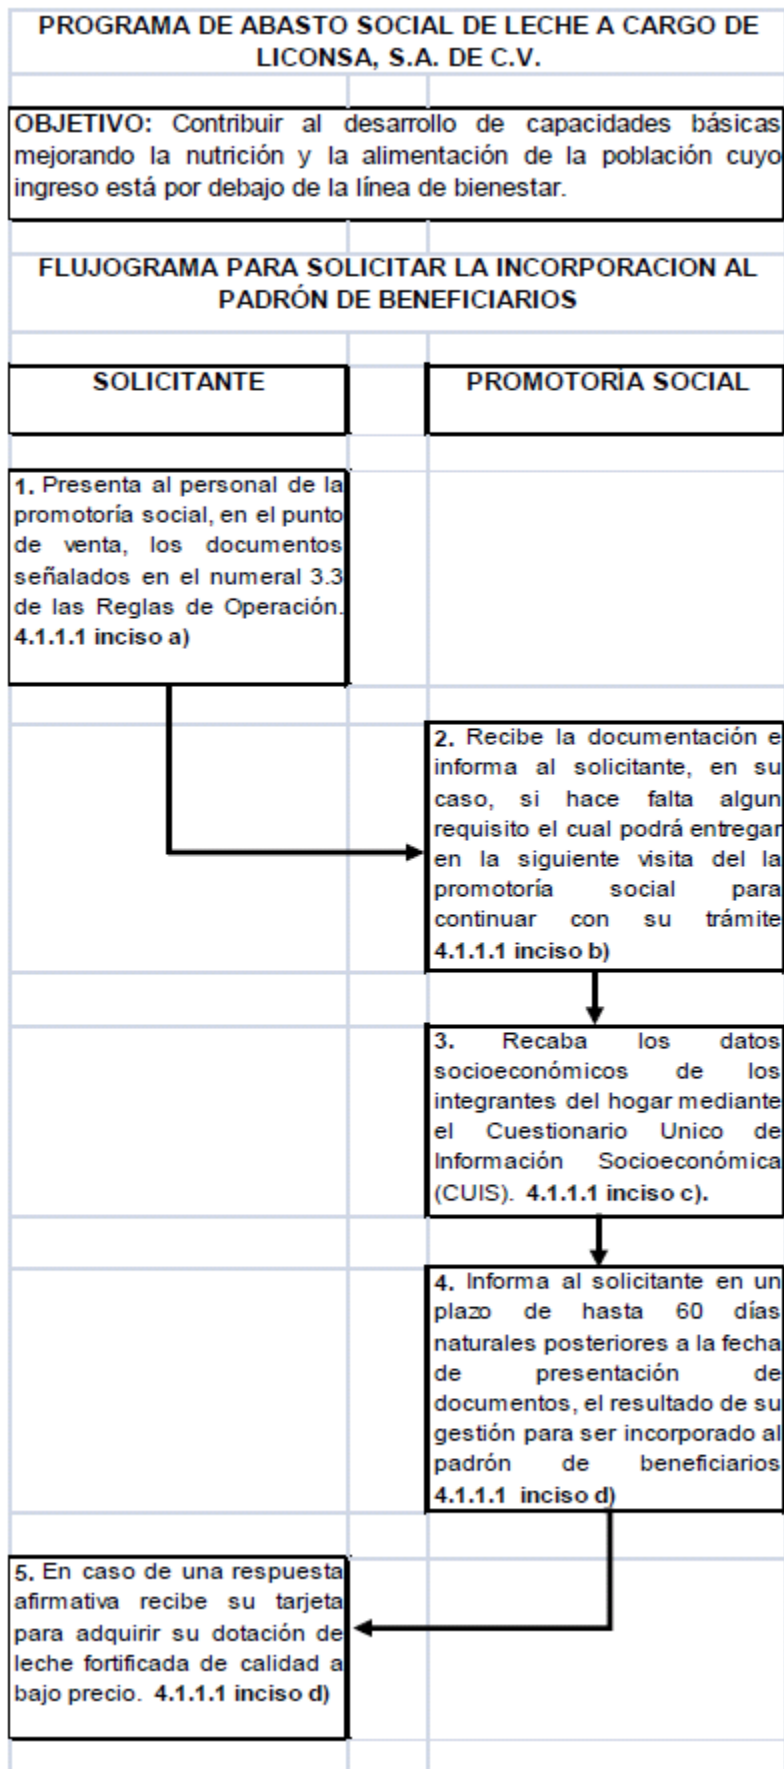 PROGRAMA DE ABASTO SOCIAL DE LECHE A CARGO DE
LICONSA, S.A. DE C.V.
OBJETIVO: Contribuir al desarrollo de capacidades básicas
mejorando la nutrición y la alimentación de la población cuyo
ingreso está por debajo de la línea de bienestar.
FLUJOGRAMA PARA SOLICITAR LA INCORPORACION AL
PADRÓN DE BENEFICIARIOS
SOLICITANTE
PROMOTORÍA SOCIAL
1. Presenta al personal de la
promotoría social, en el punto
de venta, los documentos
señalados en el numeral 3.3
de las Reglas de Operación.
4.1.1.1 inciso a)
2. Recibe la documentación e
informa al solicitante, en su
caso, si hace falta algun
requisito el cual podrá entregar
en la siguiente visita del la
promotoría social para
continuar con su trámite
4.1.1.1 inciso b)
3. Recaba los datos
socioeconómicos de los
integrantes del hogar mediante
el Cuestionario Unico de
Información Socioeconómica
(CUIS). 4.1.1.1 inciso c).
4. Informa al solicitante en un
plazo de hasta 60 días
naturales posteriores a la fecha
de presentación de
documentos, el resultado de su
gestión para ser incorporado al
padrón de beneficiarios
4.1.1.1 inciso d)
5. En caso de una respuesta
afirmativa recibe su tarjeta
para adquirir su dotación de
leche fortificada de calidad a
bajo precio. 4.1.1.1 inciso d)